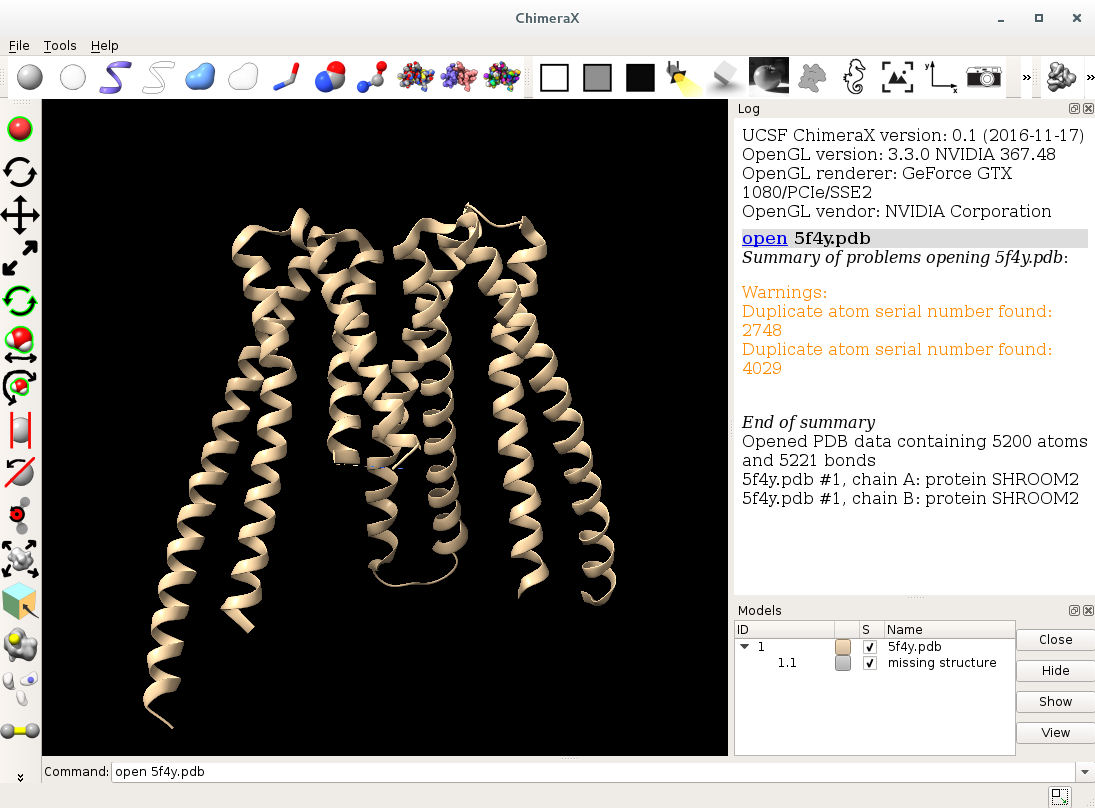 ChimeraX
File Tools Help
Log
UCSF ChimeraX version: 0.1 (2016-11-17)
OpenGL version: 3.3.0 NVIDIA 367.48
OpenGL renderer: GeForce GTX
1080/PCIe/SSE2
OpenGL vendor: NVIDIA Corporation
open 5f4y.pdb
Summary of problems opening 5f4y.pdb:
Warnings:
Duplicate atom serial number found:
2748
Duplicate atom serial number found:
4029
End of summary
Opened PDB data containing 5200 atoms
and 5221 bonds
5f4y.pdb #1, chain A: protein SHROOM2
5f4y.pdb #1, chain B: protein SHROOM2
Models
ID S Name
1 5f4y.pdb
1.1 missing structure
Close
Hide
Show
View
Command: open 5f4y.pdb